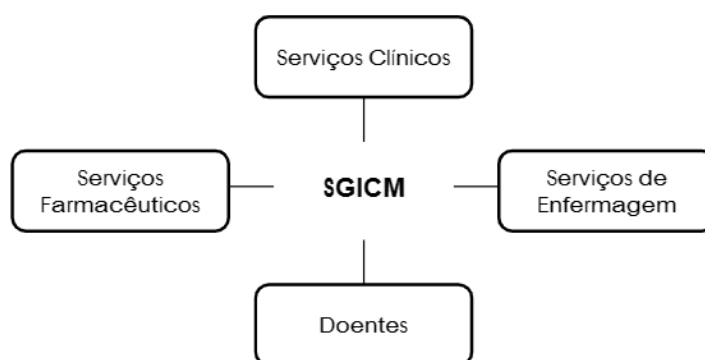 Serviços Clínicos
Serviços
Farmacêuticos
SGICM
Serviços de
Enfermagem
Doentes